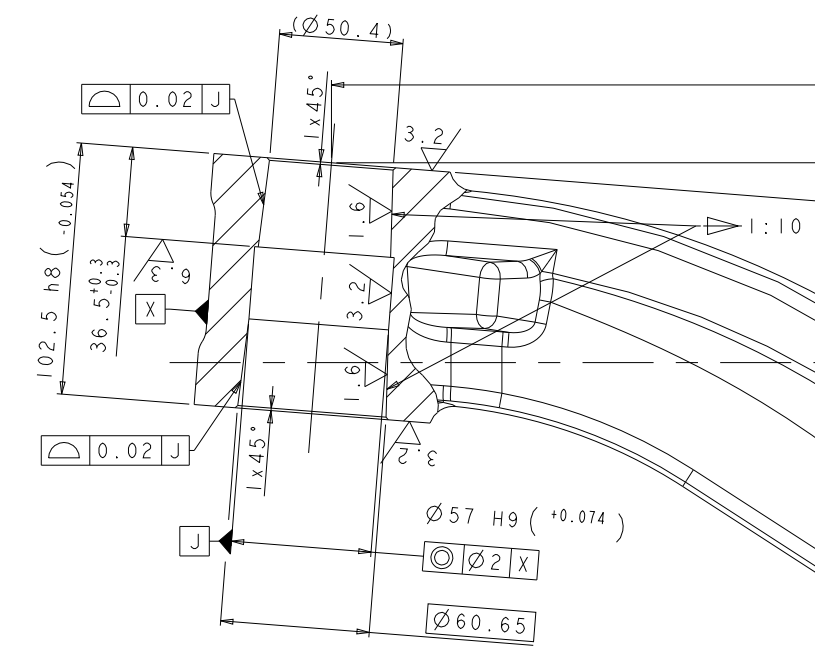 (Ø50.4)
1x45°
⌓ 0.02 J
3.2
102.5 h8 ( -0.054 )
36.5 +0.3 -0.3
1.6
1:10
6.3
X
3.2
1.6
⌓ 0.02 J
1x45°
3.2
Ø57 H9 ( +0.074 )
J
◎ Ø2 X
Ø60.65